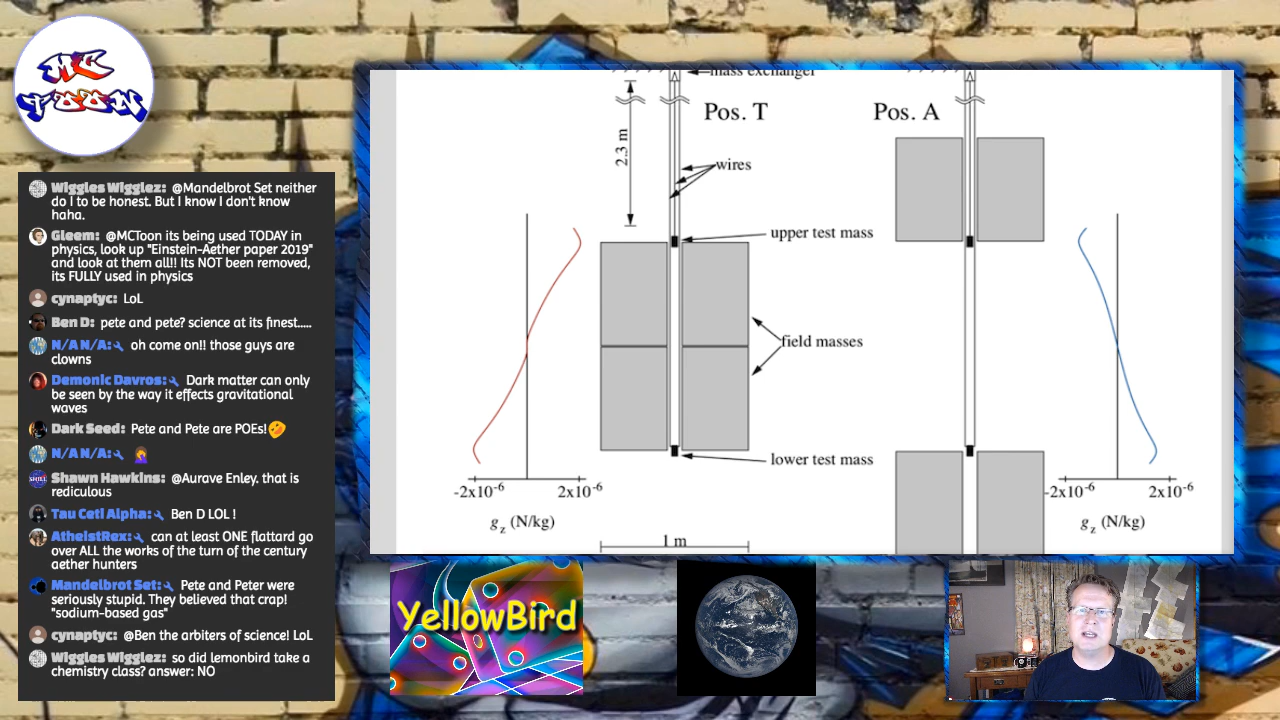 MC
TOON
Wiggles Wigglez: @Mandelbrot Set neither
do I to be honest. But I know I don't know
haha.
Gleem: @MCToon its being used TODAY in
physics, look up "Einstein-Aether paper 2019"
and look at them all!! Its NOT been removed,
its FULLY used in physics
cynaptyc: LoL
Ben D: pete and pete? science at its finest.....
N/A N/A: oh come on!! those guys are
clowns
Demonic Davros: Dark matter can only
be seen by the way it effects gravitational
waves
Dark Seed: Pete and Pete are POEs!🤣
N/A N/A: 🤦‍♀️
Shawn Hawkins: @Aurave Enley. that is
rediculous
Tau Ceti Alpha: Ben D LOL !
AtheistRex: can at least ONE flattard go
over ALL the works of the turn of the century
aether hunters
Mandelbrot Set: Pete and Peter were
seriously stupid. They believed that crap!
"sodium-based gas"
cynaptyc: @Ben the arbiters of science! LoL
Wiggles Wigglez: so did lemonbird take a
chemistry class? answer: NO
mass exchanger
Pos. T
Pos. A
2.3 m
wires
upper test mass
field masses
lower test mass
-2x10⁻⁶ 2x10⁻⁶
g_z (N/kg)
-2x10⁻⁶ 2x10⁻⁶
g_z (N/kg)
1 m
YellowBird